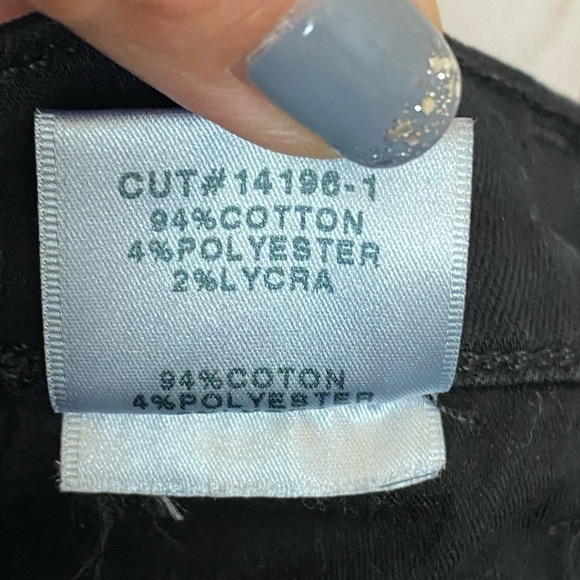 CUT#14196-1
94%COTTON
4%POLYESTER
2%LYCRA
94%COTON
4%POLYESTER